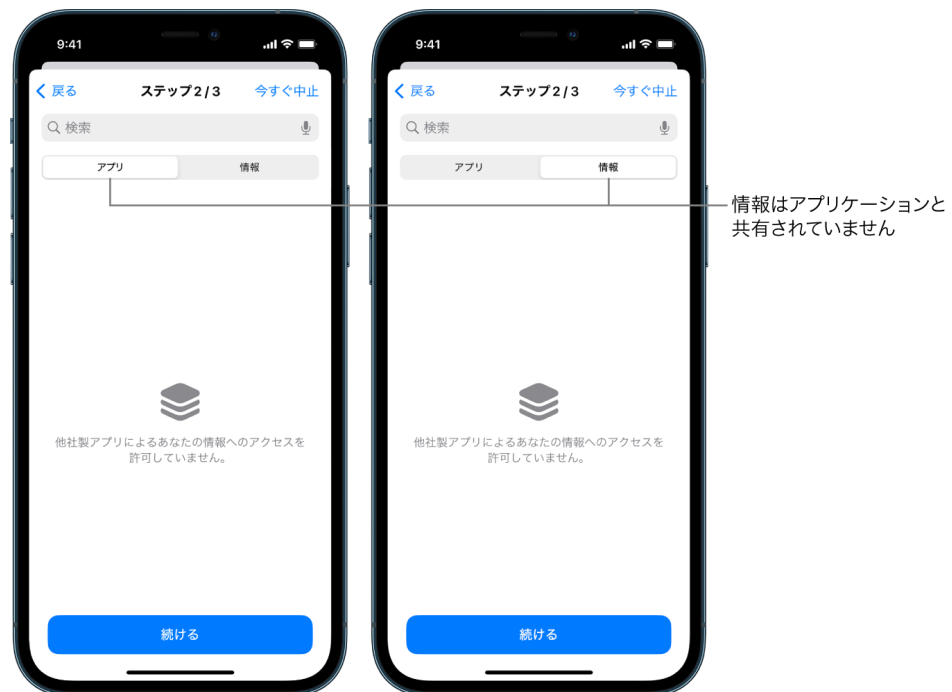 9:41
戻る
ステップ2/3
今すぐ中止
検索
アプリ
情報
他社製アプリによるあなたの情報へのアクセスを
許可していません。
続ける
9:41
戻る
ステップ2/3
今すぐ中止
検索
アプリ
情報
他社製アプリによるあなたの情報へのアクセスを
許可していません。
続ける
情報はアプリケーションと
共有されていません